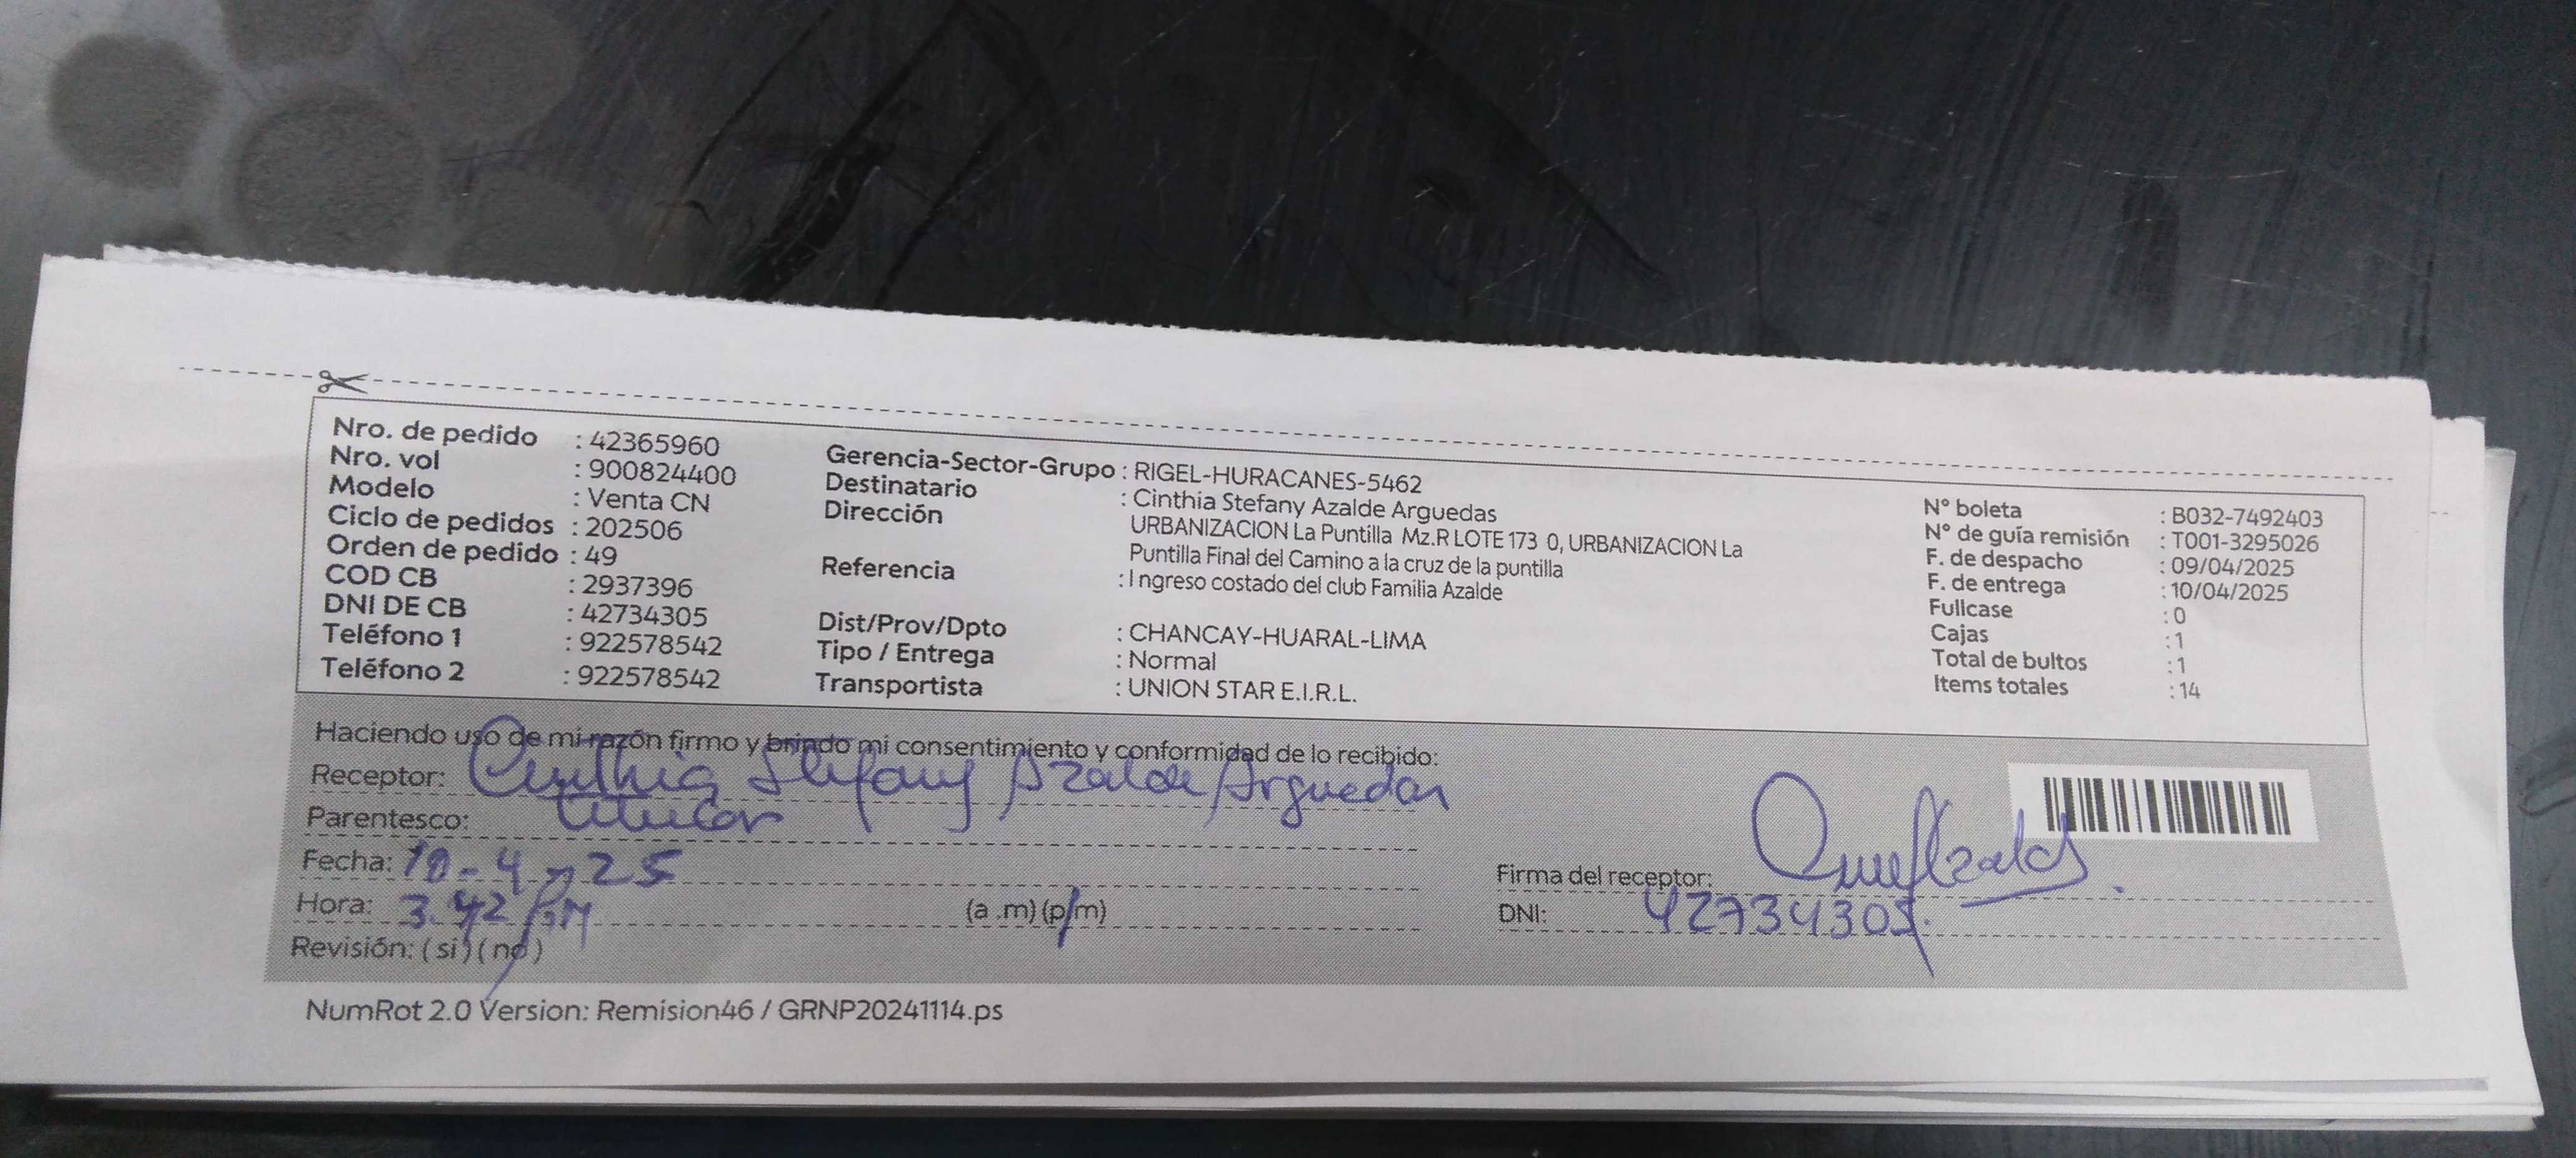 Nro. de pedido : 42365960
Nro. vol : 900824400
Modelo : Venta CN
Ciclo de pedidos : 202506
Orden de pedido : 49
COD CB : 2937396
DNI DE CB : 42734305
Teléfono 1 : 922578542
Teléfono 2 : 922578542
Gerencia-Sector-Grupo : RIGEL-HURACANES-5462
Destinatario : Cinthia Stefany Azalde Arguedas
Dirección URBANIZACION La Puntilla Mz.R LOTE 173 0, URBANIZACION La
Puntilla Final del Camino a la cruz de la puntilla
Referencia : I ngreso costado del club Familia Azalde
Dist/Prov/Dpto : CHANCAY-HUARAL-LIMA
Tipo / Entrega : Normal
Transportista : UNION STAR E.I.R.L.
N° boleta : B032-7492403
N° de guía remisión : T001-3295026
F. de despacho : 09/04/2025
F. de entrega : 10/04/2025
Fullcase : 0
Cajas : 1
Total de bultos : 1
Items totales : 14
Haciendo uso de mi razón firmo y brindo mi consentimiento y conformidad de lo recibido:
Receptor: Cinthia Stefany Azalde Arguedas
Parentesco: titular
Fecha: 10-4-25
Hora: 3.42 PM (a .m) (p/m)
Revisión: ( si ) ( no )
Firma del receptor:
DNI: 42734305.
NumRot 2.0 Version: Remision46 / GRNP20241114.ps